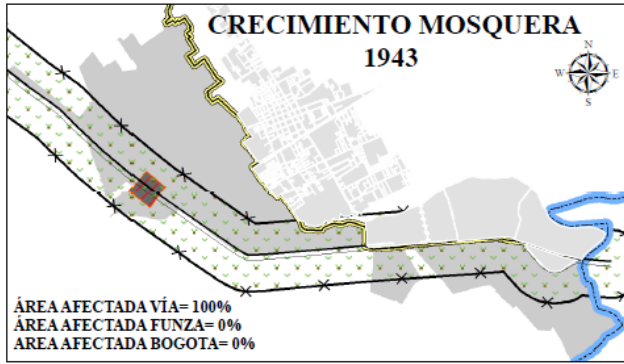 CRECIMIENTO MOSQUERA
1943
N
W
E
S
ÁREA AFECTADA VÍA= 100%
ÁREA AFECTADA FUNZA= 0%
AREA AFECTADA BOGOTA= 0%